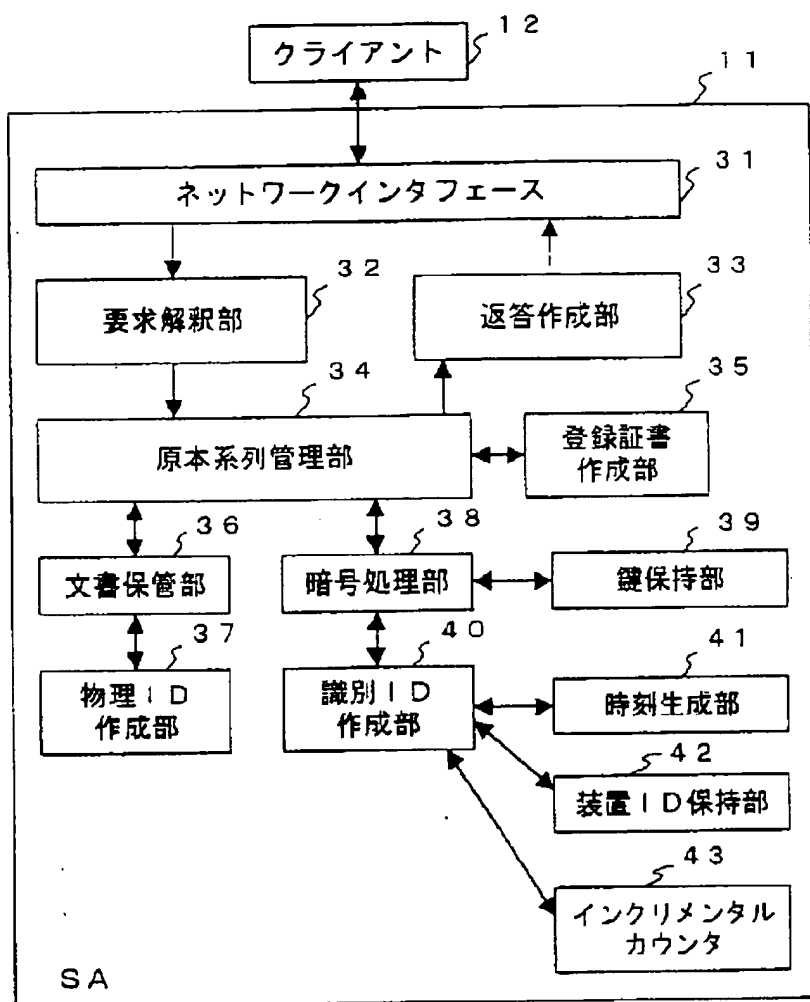 クライアント
12
11
ネットワークインタフェース
31
要求解釈部
32
返答作成部
33
原本系列管理部
34
登録証書
作成部
35
文書保管部
36
暗号処理部
38
鍵保持部
39
物理ID
作成部
37
識別ID
作成部
40
時刻生成部
41
装置ID保持部
42
インクリメンタル
カウンタ
43
SA